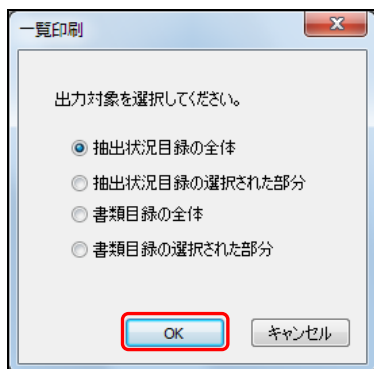 一覧印刷
出力対象を選択してください。
抽出状況目録の全体
抽出状況目録の選択された部分
書類目録の全体
書類目録の選択された部分
OK
キャンセル